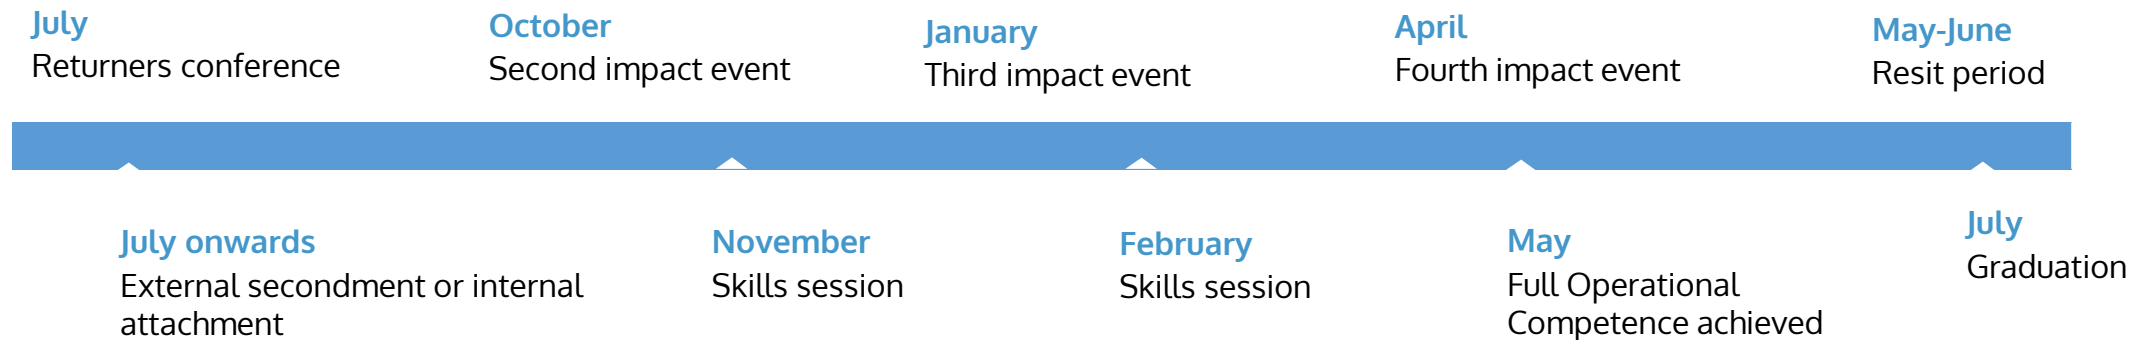 July
Returners conference
October
Second impact event
January
Third impact event
April
Fourth impact event
May-June
Resit period
July onwards
External secondment or internal
attachment
November
Skills session
February
Skills session
May
Full Operational
Competence achieved
July
Graduation